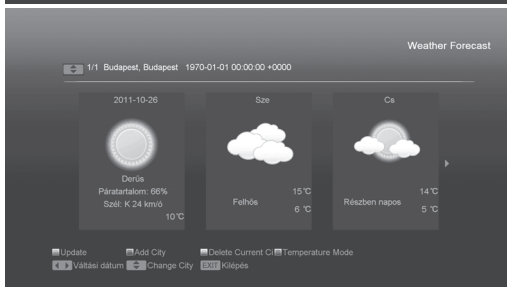 Weather Forecast
1/1 Budapest, Budapest 1970-01-01 00:00:00 +0000
2011-10-26
Derűs
Páratartalom: 66%
Szél: K 24 km/ó
10°C
Sze
Felhős
15°C
6 °C
Cs
Részben napos
14°C
5 °C
Update Add City Delete Current Ci Temperature Mode
Váltási dátum Change City EXIT Kilépés